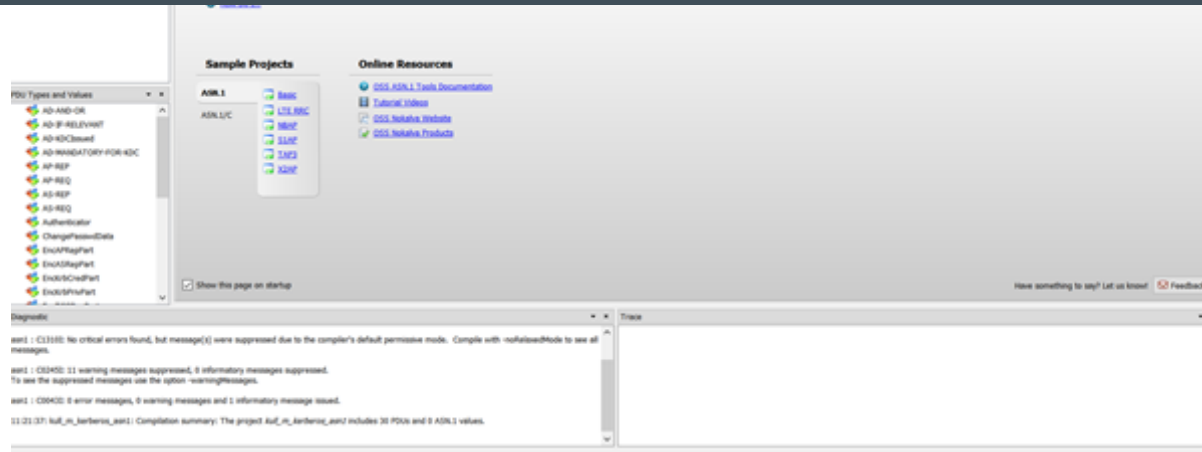 Sample Projects
Online Resources
ASN.1
ASN.1/C
Basic
LTE RRC
NBAP
S1AP
TAP3
X2AP
OSS ASN.1 Tools Documentation
Tutorial Videos
OSS Nokalva Website
OSS Nokalva Products
PDU Types and Values
AD-AND-OR
AD-IF-RELEVANT
AD-KDCIssued
AD-MANDATORY-FOR-KDC
AP-REP
AP-REQ
AS-REP
AS-REQ
Authenticator
ChangePasswdData
EncAPRepPart
EncASRepPart
EncKrbCredPart
EncKrbPrivPart
Show this page on startup
Have something to say? Let us know!
Feedback
Diagnostic
Trace
asn1 : C1310I: No critical errors found, but message(s) were suppressed due to the compiler's default permissive mode. Compile with -noRelaxedMode to see all
messages.
asn1 : C0245I: 11 warning messages suppressed, 0 informatory messages suppressed.
To see the suppressed messages use the option -warningMessages.
asn1 : C0043I: 0 error messages, 0 warning messages and 1 informatory message issued.
11:21:37: kull_m_kerberos_asn1: Compilation summary: The project kull_m_kerberos_asn1 includes 30 PDUs and 0 ASN.1 values.